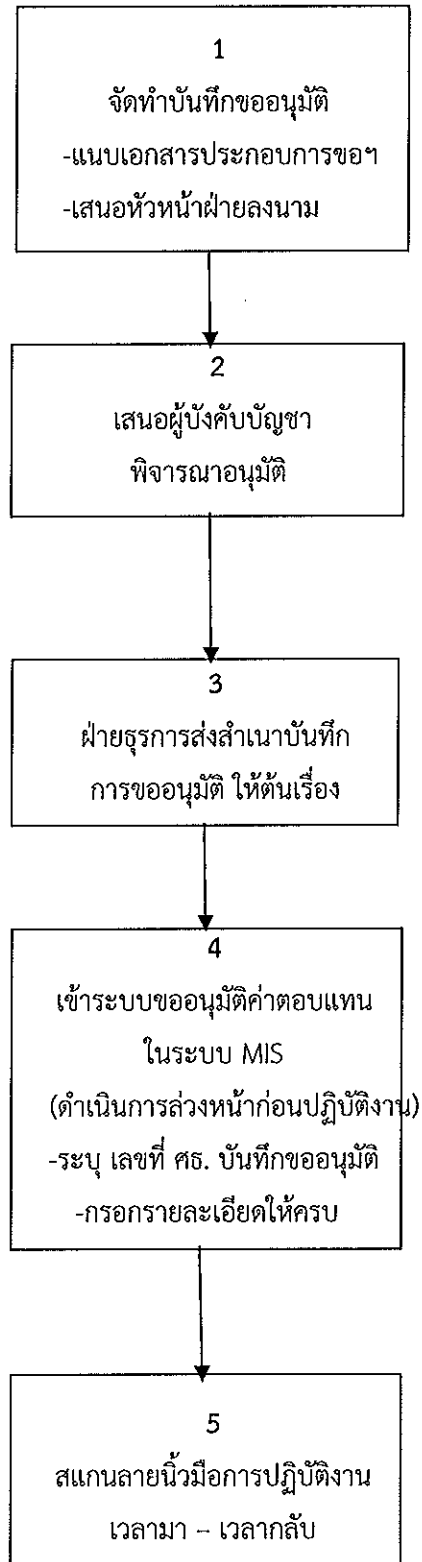 1
จัดทำบันทึกขออนุมัติ
-แนบเอกสารประกอบการขอฯ
-เสนอหัวหน้าฝ่ายลงนาม
2
เสนอผู้บังคับบัญชา
พิจารณาอนุมัติ
3
ฝ่ายธุรการส่งสำเนาบันทึก
การขออนุมัติ ให้ต้นเรื่อง
4
เข้าระบบขออนุมัติค่าตอบแทน
ในระบบ MIS
(ดำเนินการล่วงหน้าก่อนปฏิบัติงาน)
-ระบุ เลขที่ ศธ. บันทึกขออนุมัติ
-กรอกรายละเอียดให้ครบ
5
สแกนลายนิ้วมือการปฏิบัติงาน
เวลามา – เวลากลับ